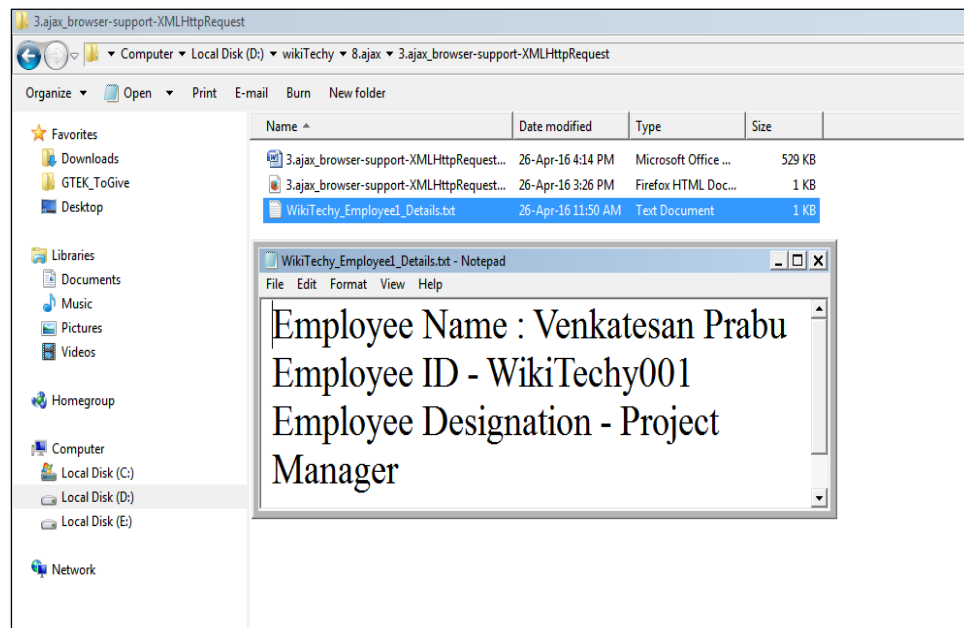 3.ajax_browser-support-XMLHttpRequest
Computer Local Disk (D:) wikiTechy 8.ajax 3.ajax_browser-support-XMLHttpRequest
Organize Open Print E-mail Burn New folder
Favorites
Downloads
GTEK_ToGive
Desktop
Libraries
Documents
Music
Pictures
Videos
Homegroup
Computer
Local Disk (C:)
Local Disk (D:)
Local Disk (E:)
Network
Name Date modified Type Size
3.ajax_browser-support-XMLHttpRequest... 26-Apr-16 4:14 PM Microsoft Office ... 529 KB
3.ajax_browser-support-XMLHttpRequest... 26-Apr-16 3:26 PM Firefox HTML Doc... 1 KB
WikiTechy_Employee1_Details.txt 26-Apr-16 11:50 AM Text Document 1 KB
WikiTechy_Employee1_Details.txt - Notepad
File Edit Format View Help
Employee Name : Venkatesan Prabu
Employee ID - WikiTechy001
Employee Designation - Project
Manager